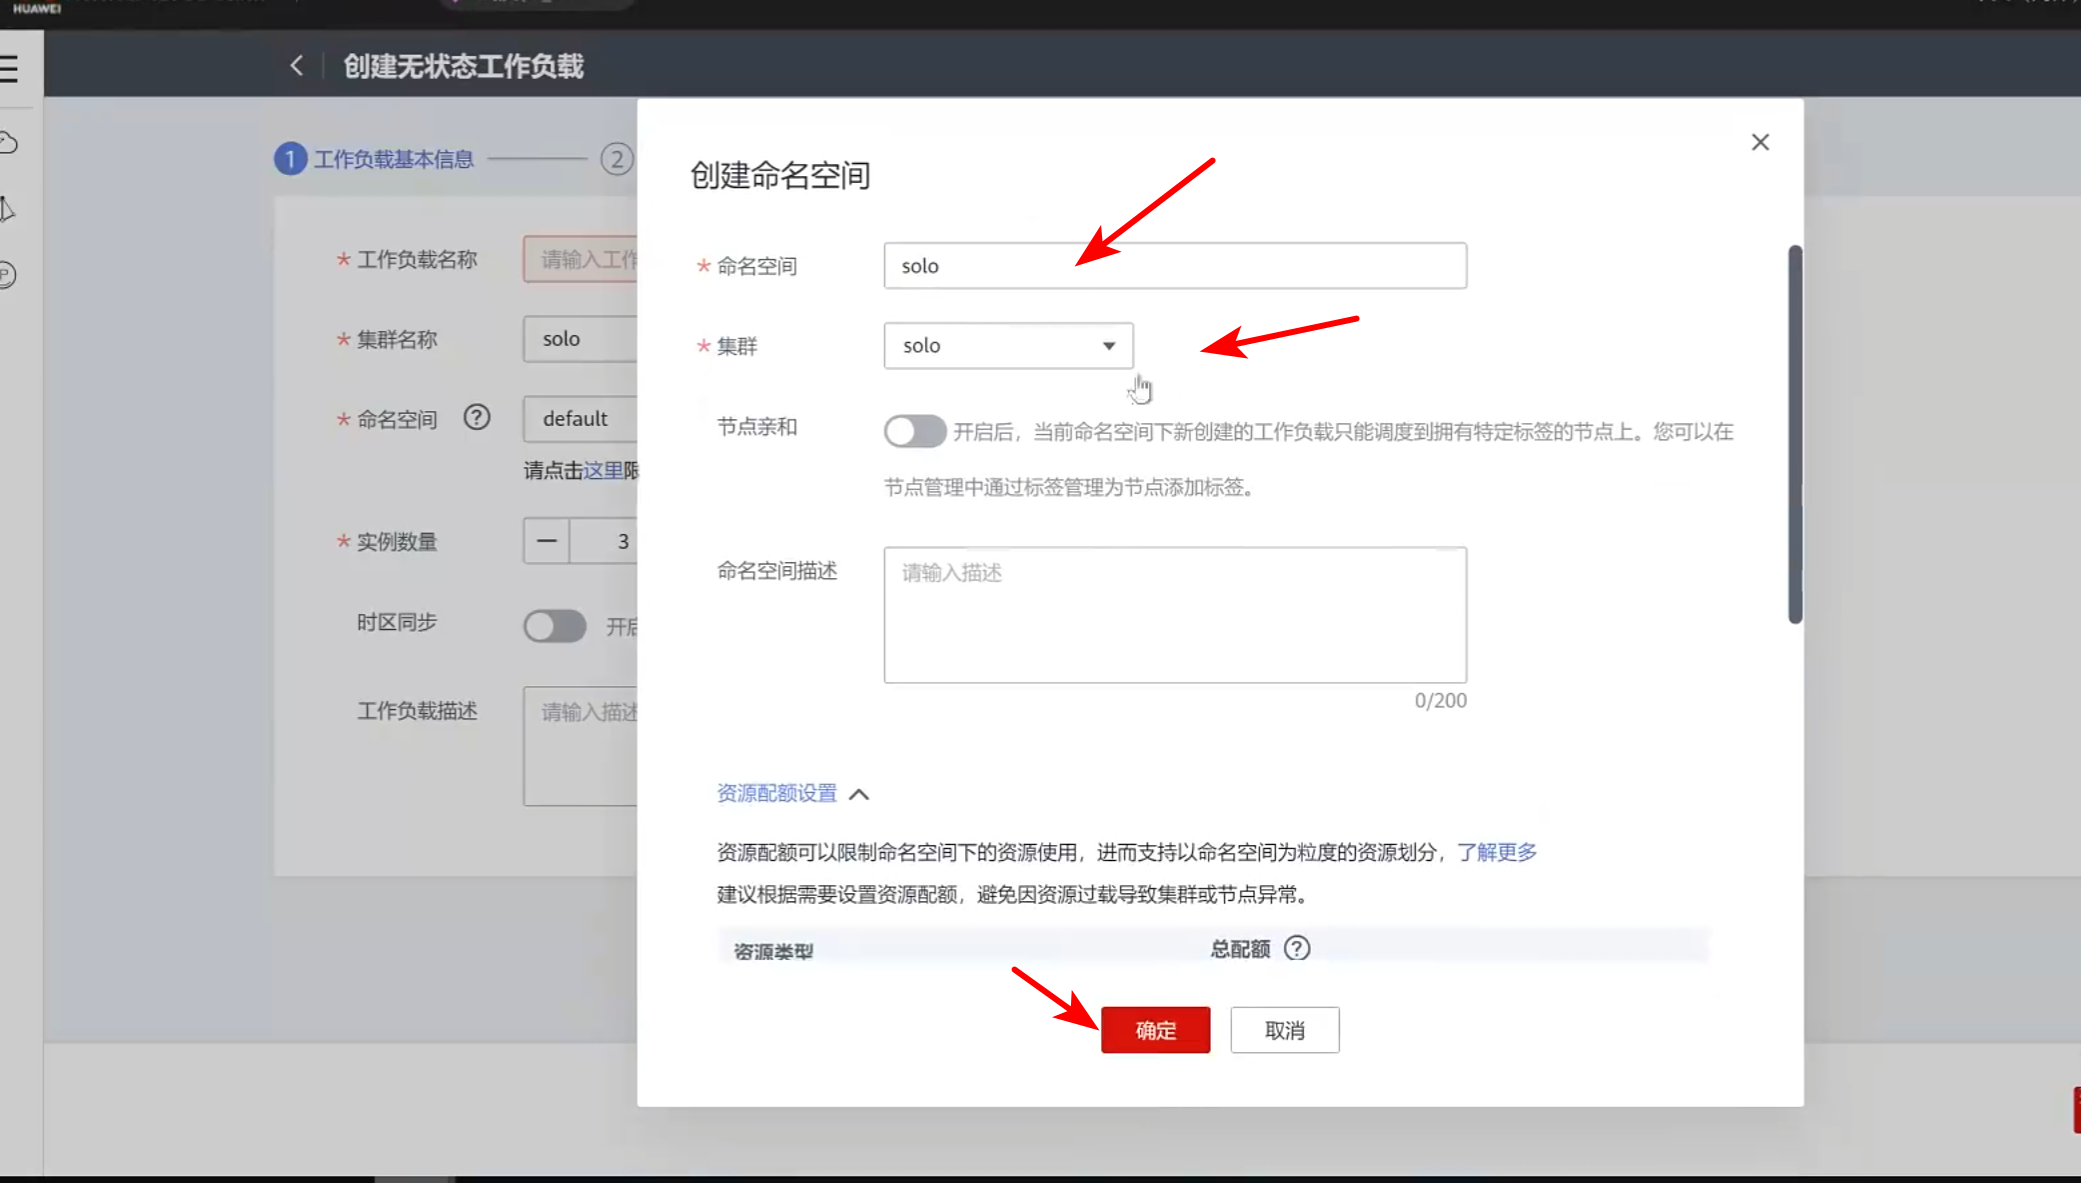 HUAWEI
创建无状态工作负载
1 工作负载基本信息
2
* 工作负载名称
请输入工作
* 集群名称
solo
* 命名空间 ?
default
请点击这里限
* 实例数量
3
时区同步
开启
工作负载描述
请输入描述
创建命名空间
* 命名空间
solo
* 集群
solo
节点亲和
开启后，当前命名空间下新创建的工作负载只能调度到拥有特定标签的节点上。您可以在
节点管理中通过标签管理为节点添加标签。
命名空间描述
请输入描述
0/200
资源配额设置
资源配额可以限制命名空间下的资源使用，进而支持以命名空间为粒度的资源划分，了解更多
建议根据需要设置资源配额，避免因资源过载导致集群或节点异常。
资源类型
总配额 ?
确定
取消